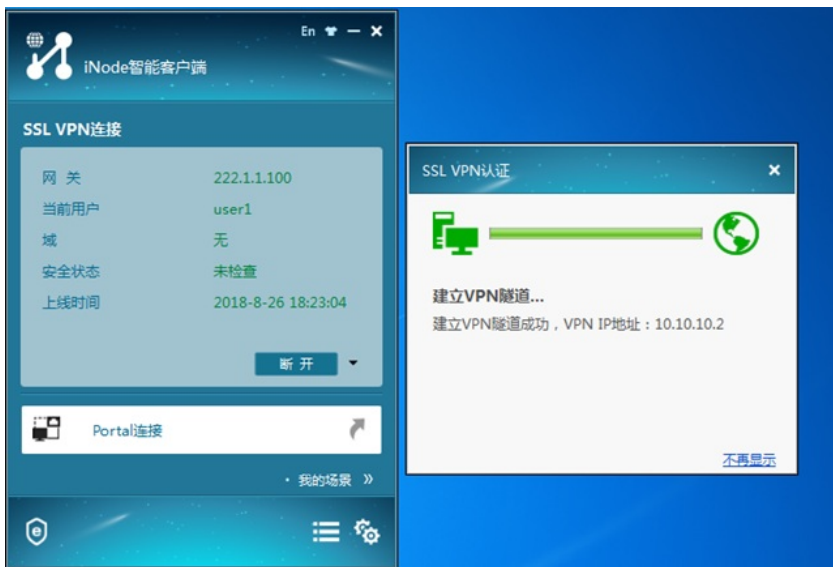 En
iNode智能客户端
SSL VPN连接
网 关 222.1.1.100
当前用户 user1
域 无
安全状态 未检查
上线时间 2018-8-26 18:23:04
断 开
Portal连接
· 我的场景 »
e
SSL VPN认证
建立VPN隧道...
建立VPN隧道成功，VPN IP地址：10.10.10.2
不再显示